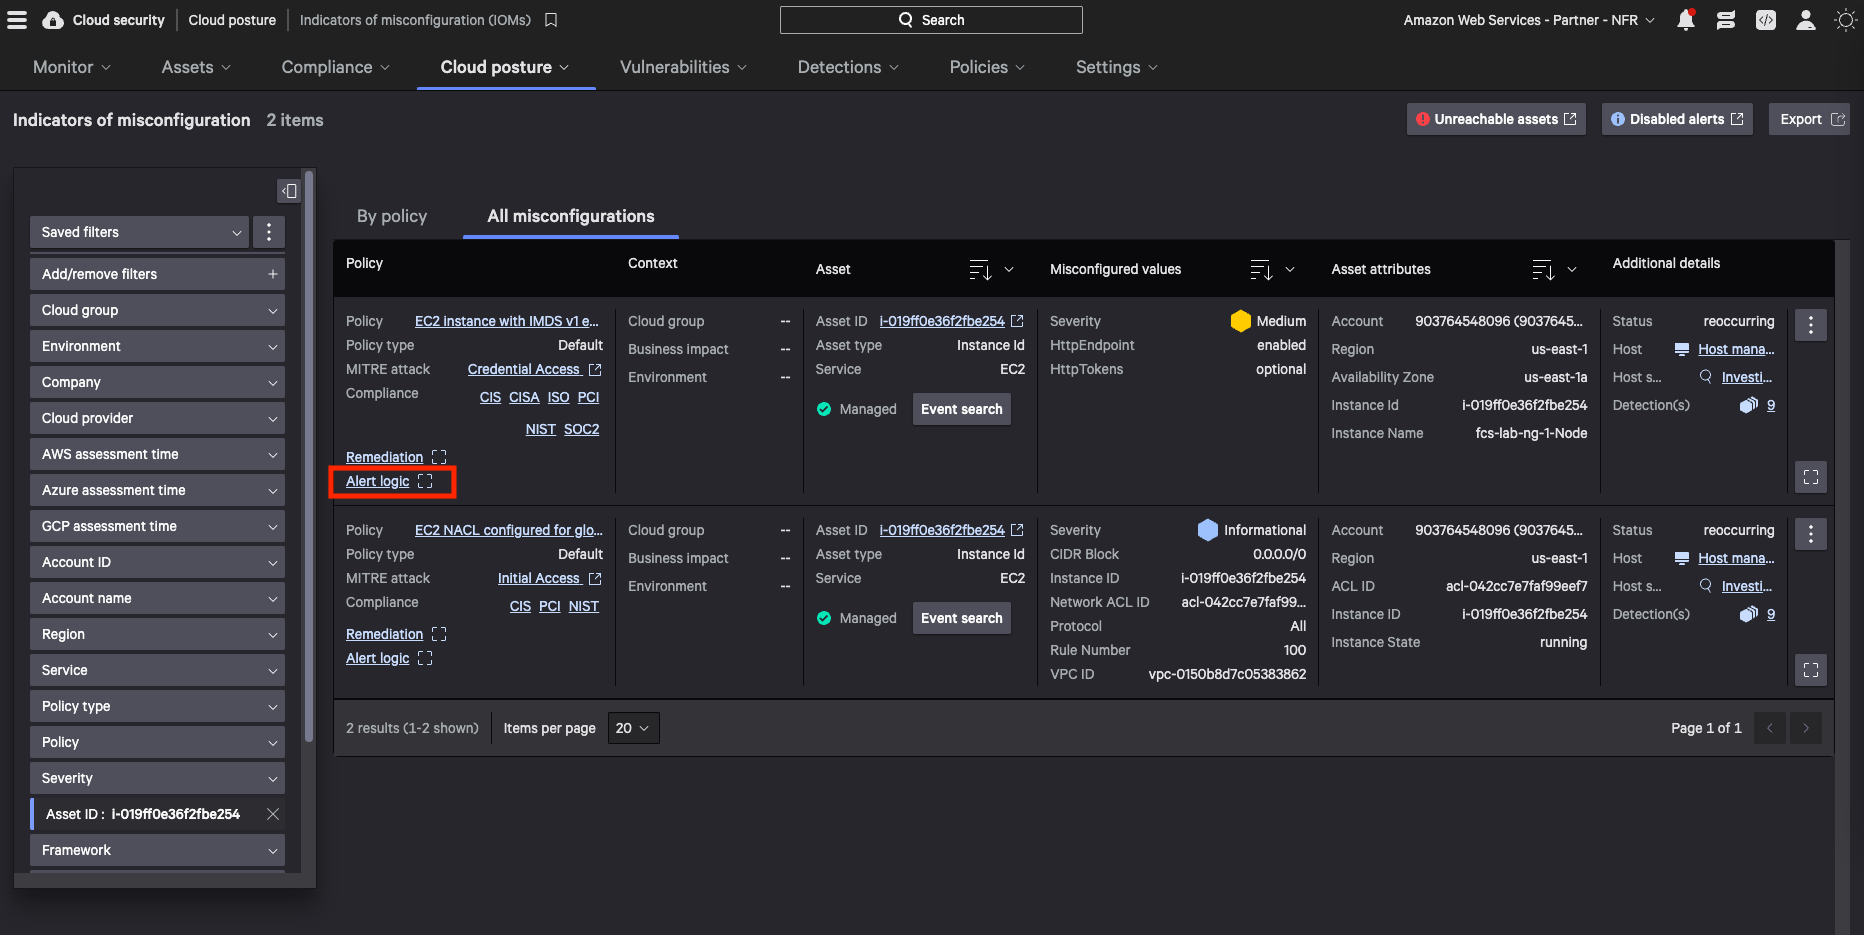 Cloud security
Cloud posture
Indicators of misconfiguration (IOMs)
Search
Amazon Web Services - Partner - NFR
Monitor
Assets
Compliance
Cloud posture
Vulnerabilities
Detections
Policies
Settings
Indicators of misconfiguration 2 items
Unreachable assets
Disabled alerts
Export
Saved filters
Add/remove filters
Cloud group
Environment
Company
Cloud provider
AWS assessment time
Azure assessment time
GCP assessment time
Account ID
Account name
Region
Service
Policy type
Policy
Severity
Asset ID : i-019ff0e36f2fbe254
Framework
By policy
All misconfigurations
Policy
Context
Asset
Misconfigured values
Asset attributes
Additional details
Policy EC2 instance with IMDS v1 e...
Policy type Default
MITRE attack Credential Access
Compliance CIS CISA ISO PCI
NIST SOC2
Remediation
Alert logic
Cloud group --
Business impact --
Environment --
Asset ID i-019ff0e36f2fbe254
Asset type Instance Id
Service EC2
Managed Event search
Severity Medium
HttpEndpoint enabled
HttpTokens optional
Account 903764548096 (9037645...
Region us-east-1
Availability Zone us-east-1a
Instance Id i-019ff0e36f2fbe254
Instance Name fcs-lab-ng-1-Node
Status reoccurring
Host Host mana...
Host s... Investi...
Detection(s) 9
Policy EC2 NACL configured for glo...
Policy type Default
MITRE attack Initial Access
Compliance CIS PCI NIST
Remediation
Alert logic
Cloud group --
Business impact --
Environment --
Asset ID i-019ff0e36f2fbe254
Asset type Instance Id
Service EC2
Managed Event search
Severity Informational
CIDR Block 0.0.0.0/0
Instance ID i-019ff0e36f2fbe254
Network ACL ID acl-042cc7e7faf99...
Protocol All
Rule Number 100
VPC ID vpc-0150b8d7c05383862
Account 903764548096 (9037645...
Region us-east-1
ACL ID acl-042cc7e7faf99eef7
Instance ID i-019ff0e36f2fbe254
Instance State running
Status reoccurring
Host Host mana...
Host s... Investi...
Detection(s) 9
2 results (1-2 shown)
Items per page 20
Page 1 of 1